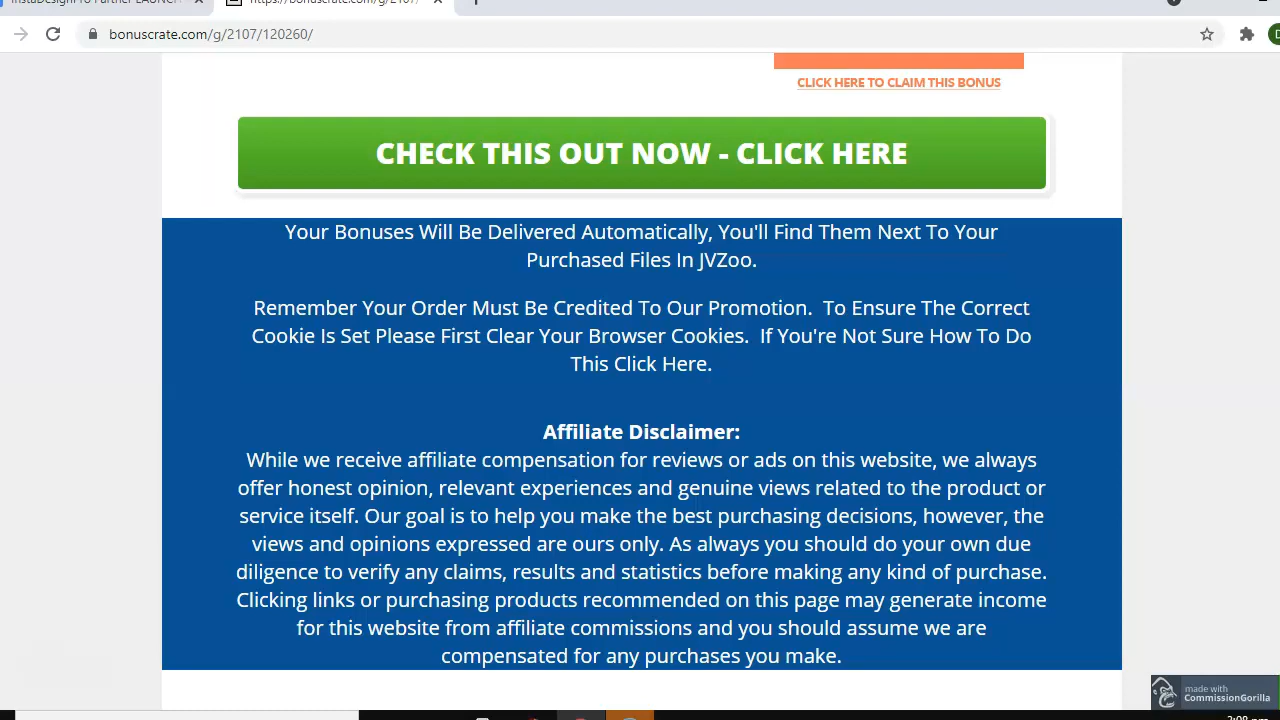 https://bonuscrate.com/g/2107/
bonuscrate.com/g/2107/120260/
CLICK HERE TO CLAIM THIS BONUS
CHECK THIS OUT NOW - CLICK HERE
Your Bonuses Will Be Delivered Automatically, You'll Find Them Next To Your
Purchased Files In JVZoo.
Remember Your Order Must Be Credited To Our Promotion. To Ensure The Correct
Cookie Is Set Please First Clear Your Browser Cookies. If You're Not Sure How To Do
This Click Here.
Affiliate Disclaimer:
While we receive affiliate compensation for reviews or ads on this website, we always
offer honest opinion, relevant experiences and genuine views related to the product or
service itself. Our goal is to help you make the best purchasing decisions, however, the
views and opinions expressed are ours only. As always you should do your own due
diligence to verify any claims, results and statistics before making any kind of purchase.
Clicking links or purchasing products recommended on this page may generate income
for this website from affiliate commissions and you should assume we are
compensated for any purchases you make.
made with
CommissionGorilla